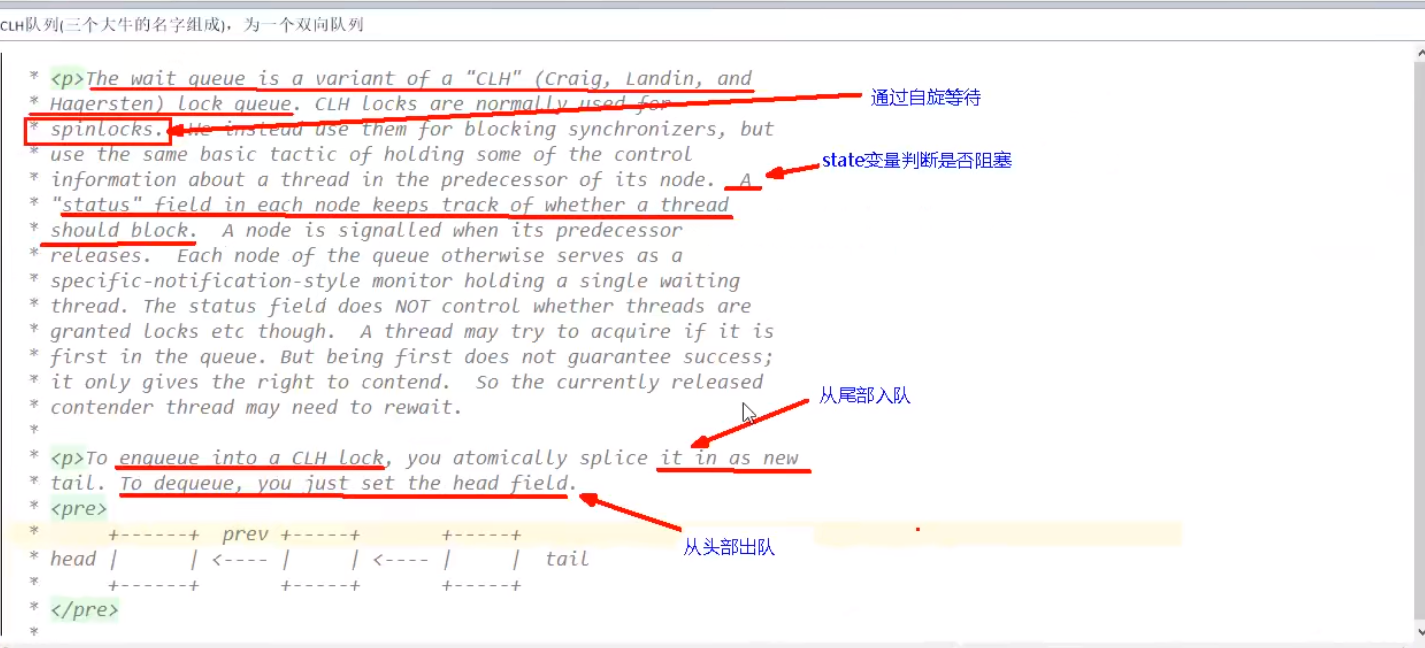 CLH队列(三个大牛的名字组成)，为一个双向队列
* <p>The wait queue is a variant of a "CLH" (Craig, Landin, and
* Hagersten) lock queue. CLH locks are normally used for
通过自旋等待
* spinlocks. We instead use them for blocking synchronizers, but
* use the same basic tactic of holding some of the control
state变量判断是否阻塞
* information about a thread in the predecessor of its node.  A
* "status" field in each node keeps track of whether a thread
* should block.  A node is signalled when its predecessor
* releases.  Each node of the queue otherwise serves as a
* specific-notification-style monitor holding a single waiting
* thread. The status field does NOT control whether threads are
* granted locks etc though.  A thread may try to acquire if it is
* first in the queue. But being first does not guarantee success;
* it only gives the right to contend.  So the currently released
从尾部入队
* contender thread may need to rewait.
*
* <p>To enqueue into a CLH lock, you atomically splice it in as new
* tail. To dequeue, you just set the head field.
* <pre>
*      +------+  prev +-----+       +-----+
从头部出队
* head |      | <---- |     | <---- |     |  tail
*      +------+       +-----+       +-----+
* </pre>
*